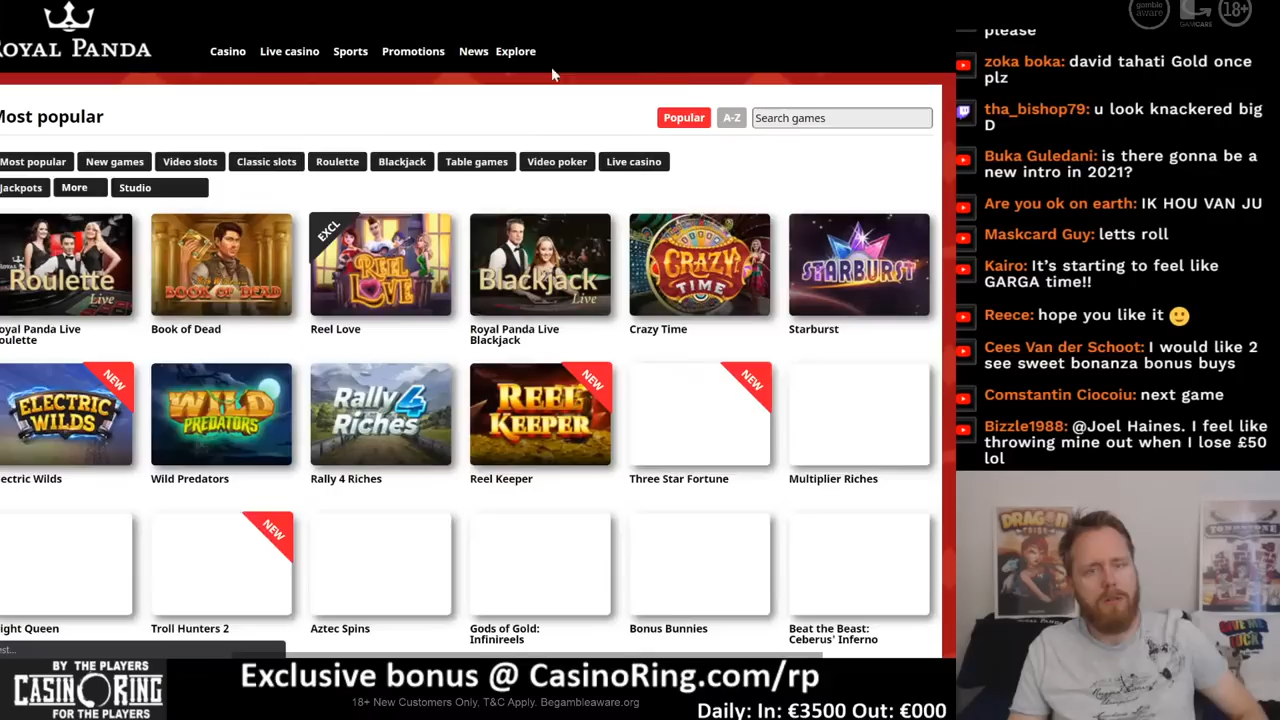 ROYAL PANDA
Casino Live casino Sports Promotions News Explore
Most popular
Popular A-Z Search games
Most popular New games Video slots Classic slots Roulette Blackjack Table games Video poker Live casino
Jackpots More Studio
Roulette
Live
BOOK OF DEAD
EXCL
REEL LOVE
Blackjack
Live
CRAZY TIME
STARBURST
Royal Panda Live
Roulette
Book of Dead
Reel Love
Royal Panda Live
Blackjack
Crazy Time
Starburst
NEW
ELECTRIC WILDS
WILD PREDATORS
Rally 4 Riches
NEW
REEL KEEPER
NEW
Electric Wilds
Wild Predators
Rally 4 Riches
Reel Keeper
Three Star Fortune
Multiplier Riches
NEW
ight Queen
Troll Hunters 2
Aztec Spins
Gods of Gold:
Infinireels
Bonus Bunnies
Beat the Beast:
Ceberus' Inferno
est...
BY THE PLAYERS
CASINORING
FOR THE PLAYERS
Exclusive bonus @ CasinoRing.com/rp
18+ New Customers Only, T&C Apply. Begambleaware.org
Daily: In: €3500 Out: €000
gamble
aware
GAMCARE
18+
please
zoka boka: david tahati Gold once
plz
tha_bishop79: u look knackered big
D
Buka Guledani: is there gonna be a
new intro in 2021?
Are you ok on earth: IK HOU VAN JU
Maskcard Guy: letts roll
Kairo: It's starting to feel like
GARGA time!!
Reece: hope you like it 🙂
Cees Van der Schoot: I would like 2
see sweet bonanza bonus buys
Comstantin Ciocoiu: next game
Bizzle1988: @Joel Haines. I feel like
throwing mine out when I lose £50
lol
DRAGON
TOMBSTONE